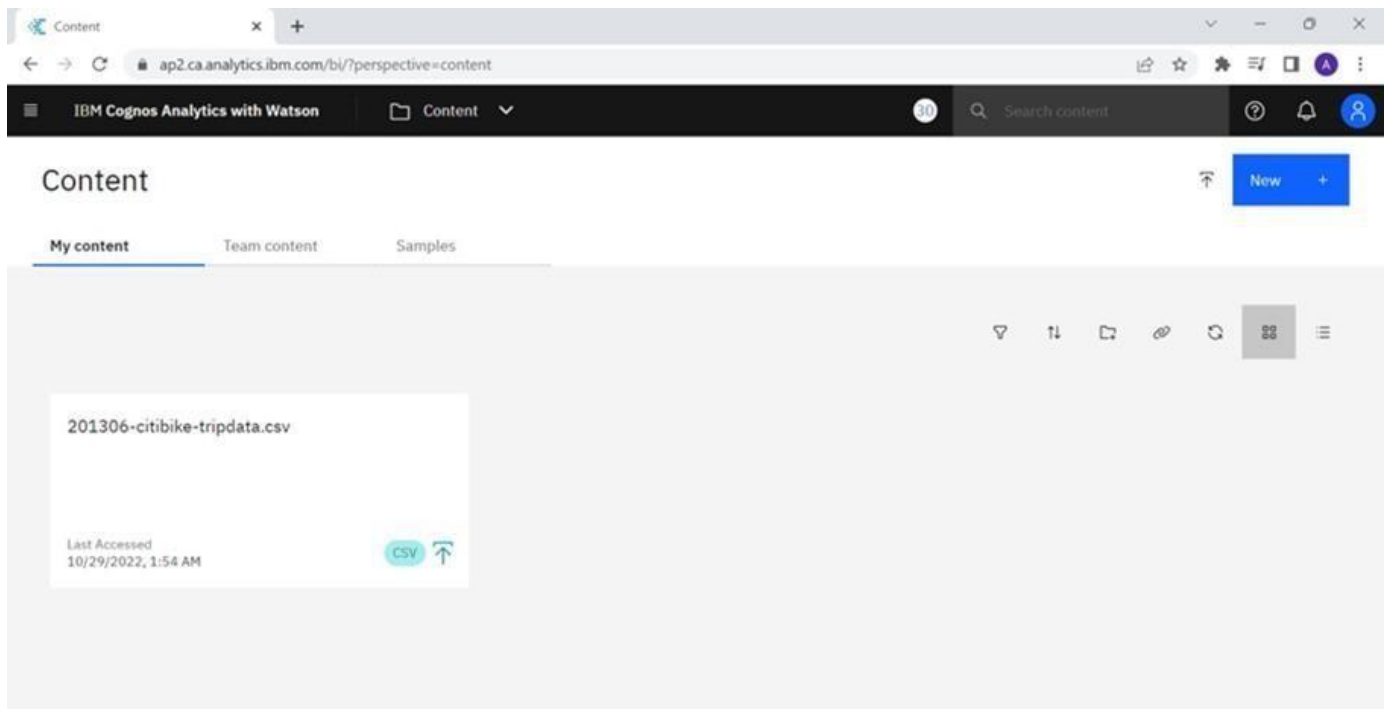 Content
ap2.ca.analytics.ibm.com/bi/?perspective=content
A
IBM Cognos Analytics with Watson
Content
30
Search content
Content
New +
My content Team content Samples
201306-citibike-tripdata.csv
Last Accessed
10/29/2022, 1:54 AM
CSV